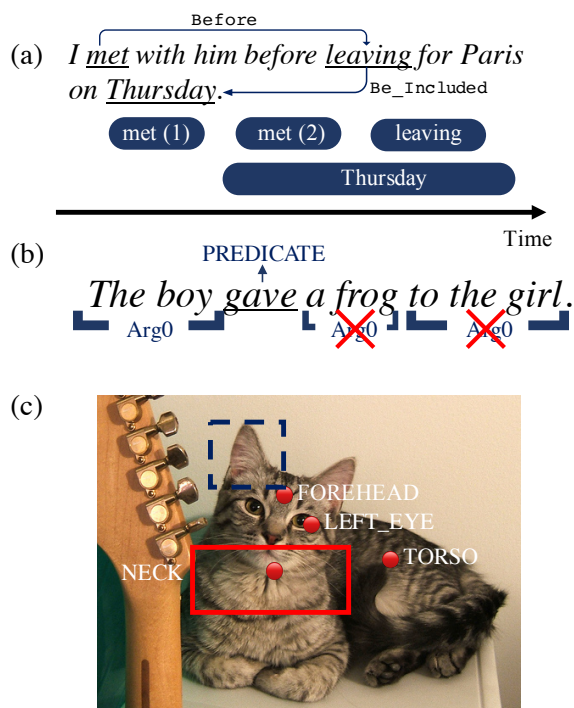 Before
(a) I met with him before leaving for Paris
on Thursday.
Be_Included
met (1) met (2) leaving
Thursday
Time
(b)
PREDICATE
The boy gave a frog to the girl.
Arg0 Arg0 Arg0
(c)
FOREHEAD
LEFT_EYE
TORSO
NECK